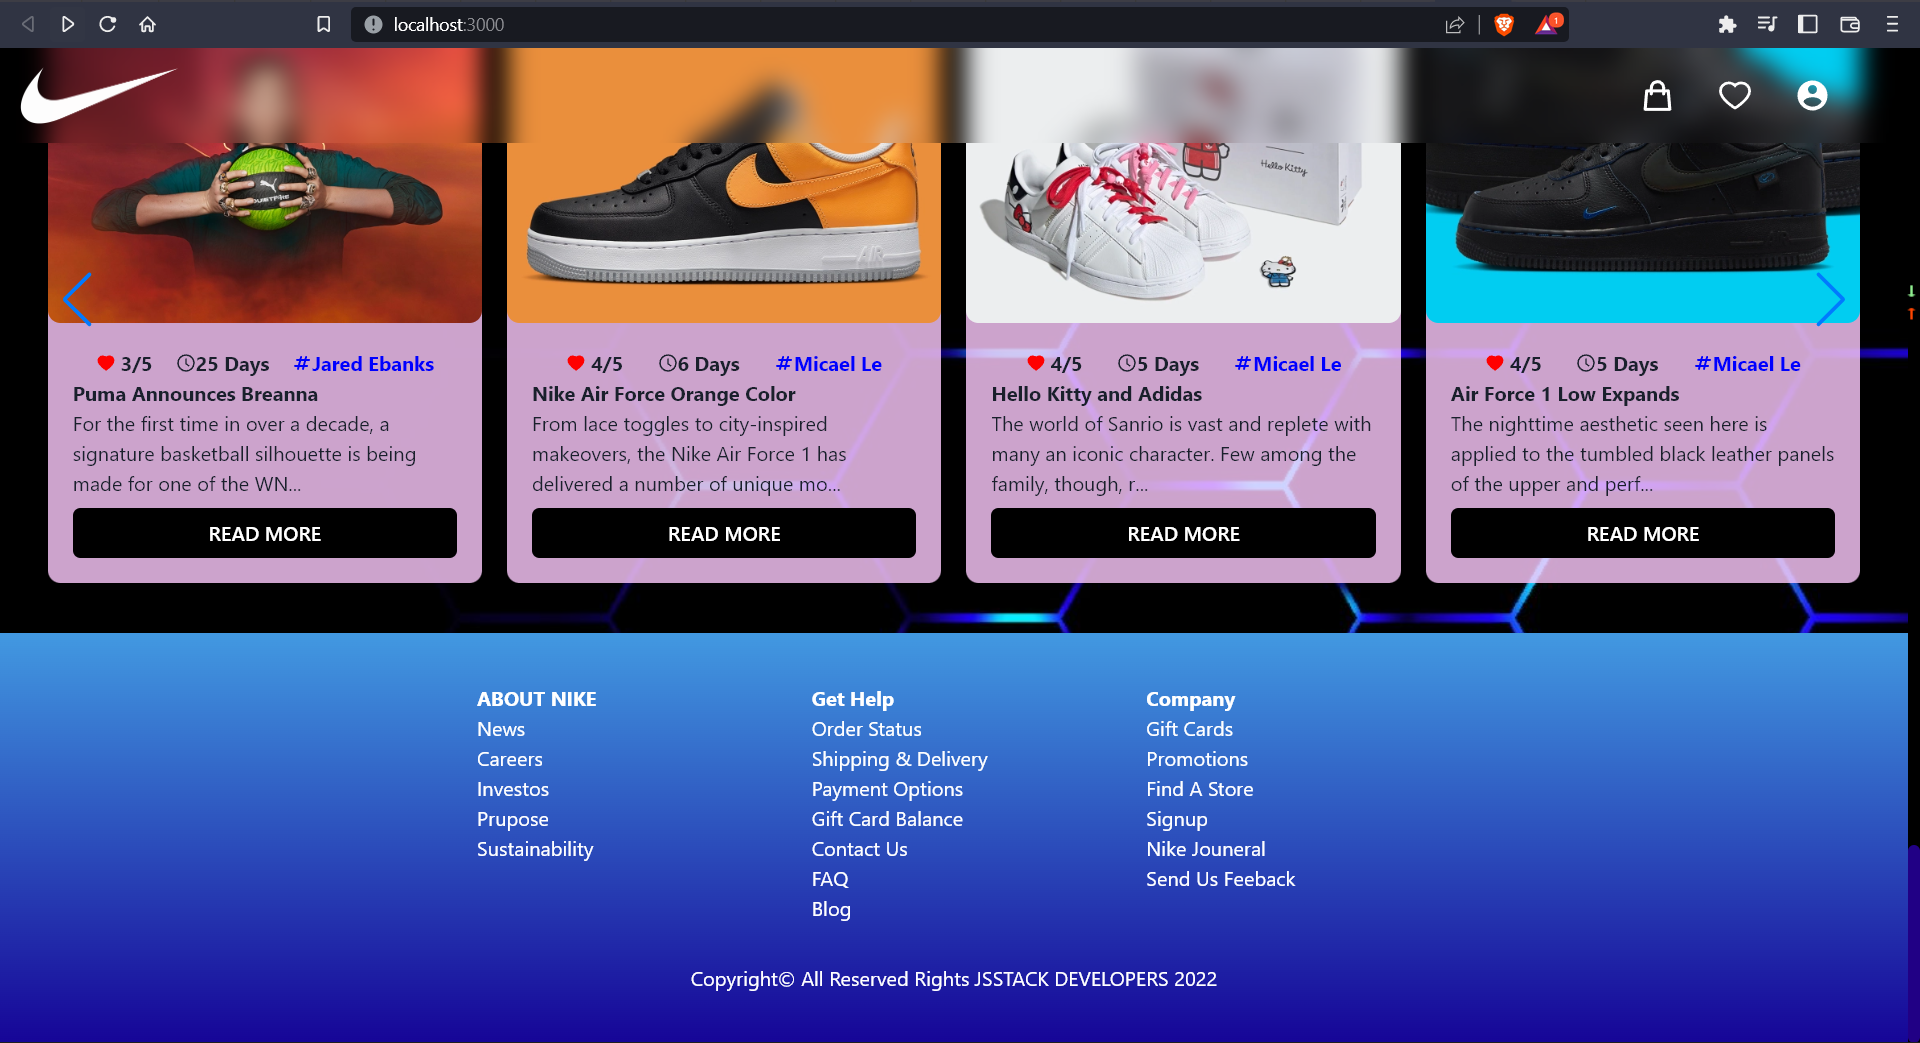 localhost:3000
1
Hello Kitty
PUMA
AIR
3/5 25 Days #Jared Ebanks
Puma Announces Breanna
For the first time in over a decade, a
signature basketball silhouette is being
made for one of the WN...
READ MORE
4/5 6 Days #Micael Le
Nike Air Force Orange Color
From lace toggles to city-inspired
makeovers, the Nike Air Force 1 has
delivered a number of unique mo...
READ MORE
4/5 5 Days #Micael Le
Hello Kitty and Adidas
The world of Sanrio is vast and replete with
many an iconic character. Few among the
family, though, r...
READ MORE
4/5 5 Days #Micael Le
Air Force 1 Low Expands
The nighttime aesthetic seen here is
applied to the tumbled black leather panels
of the upper and perf...
READ MORE
ABOUT NIKE
News
Careers
Investos
Prupose
Sustainability
Get Help
Order Status
Shipping & Delivery
Payment Options
Gift Card Balance
Contact Us
FAQ
Blog
Company
Gift Cards
Promotions
Find A Store
Signup
Nike Jouneral
Send Us Feeback
Copyright© All Reserved Rights JSSTACK DEVELOPERS 2022